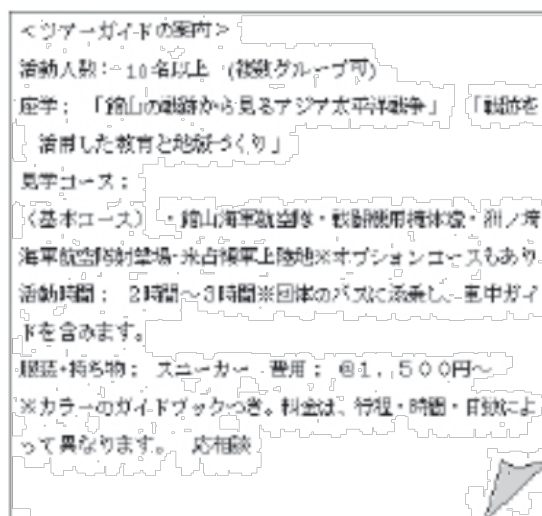 ＜ツアーガイドの案内＞
活動人数：10名以上 (複数グループ可)
座学：「館山の戦跡から見るアジア太平洋戦争」「戦跡を
活用した教育と地域づくり」
見学コース：
〈基本コース〉・館山海軍航空隊・戦闘機用掩体壕・洲ノ埼
海軍航空隊射撃場・米占領軍上陸地※オプションコースもあり
活動時間：2時間～3時間※団体のバスに添乗し、車中ガイ
ドを含みます。
服装・持ち物：スニーカー 費用：@1,500円～
※カラーのガイドブックつき。料金は、行程・時間・日数によ
って異なります。 応相談